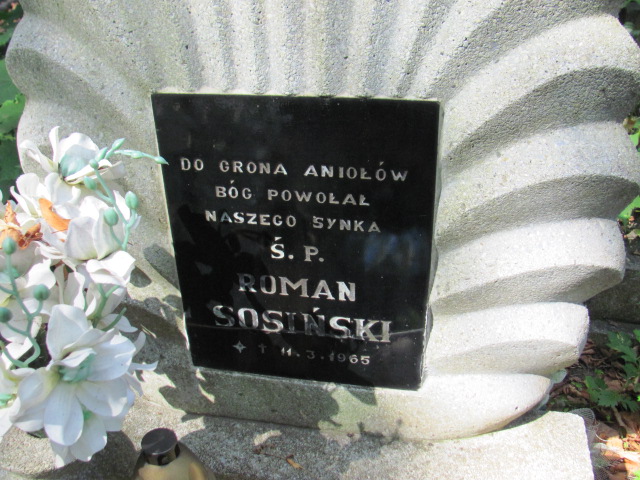 DO GRONA ANIOŁÓW
BÓG POWOŁAŁ
NASZEGO SYNKA
Ś.P.
ROMAN
SOSIŃSKI
✦ † 11.3.1965